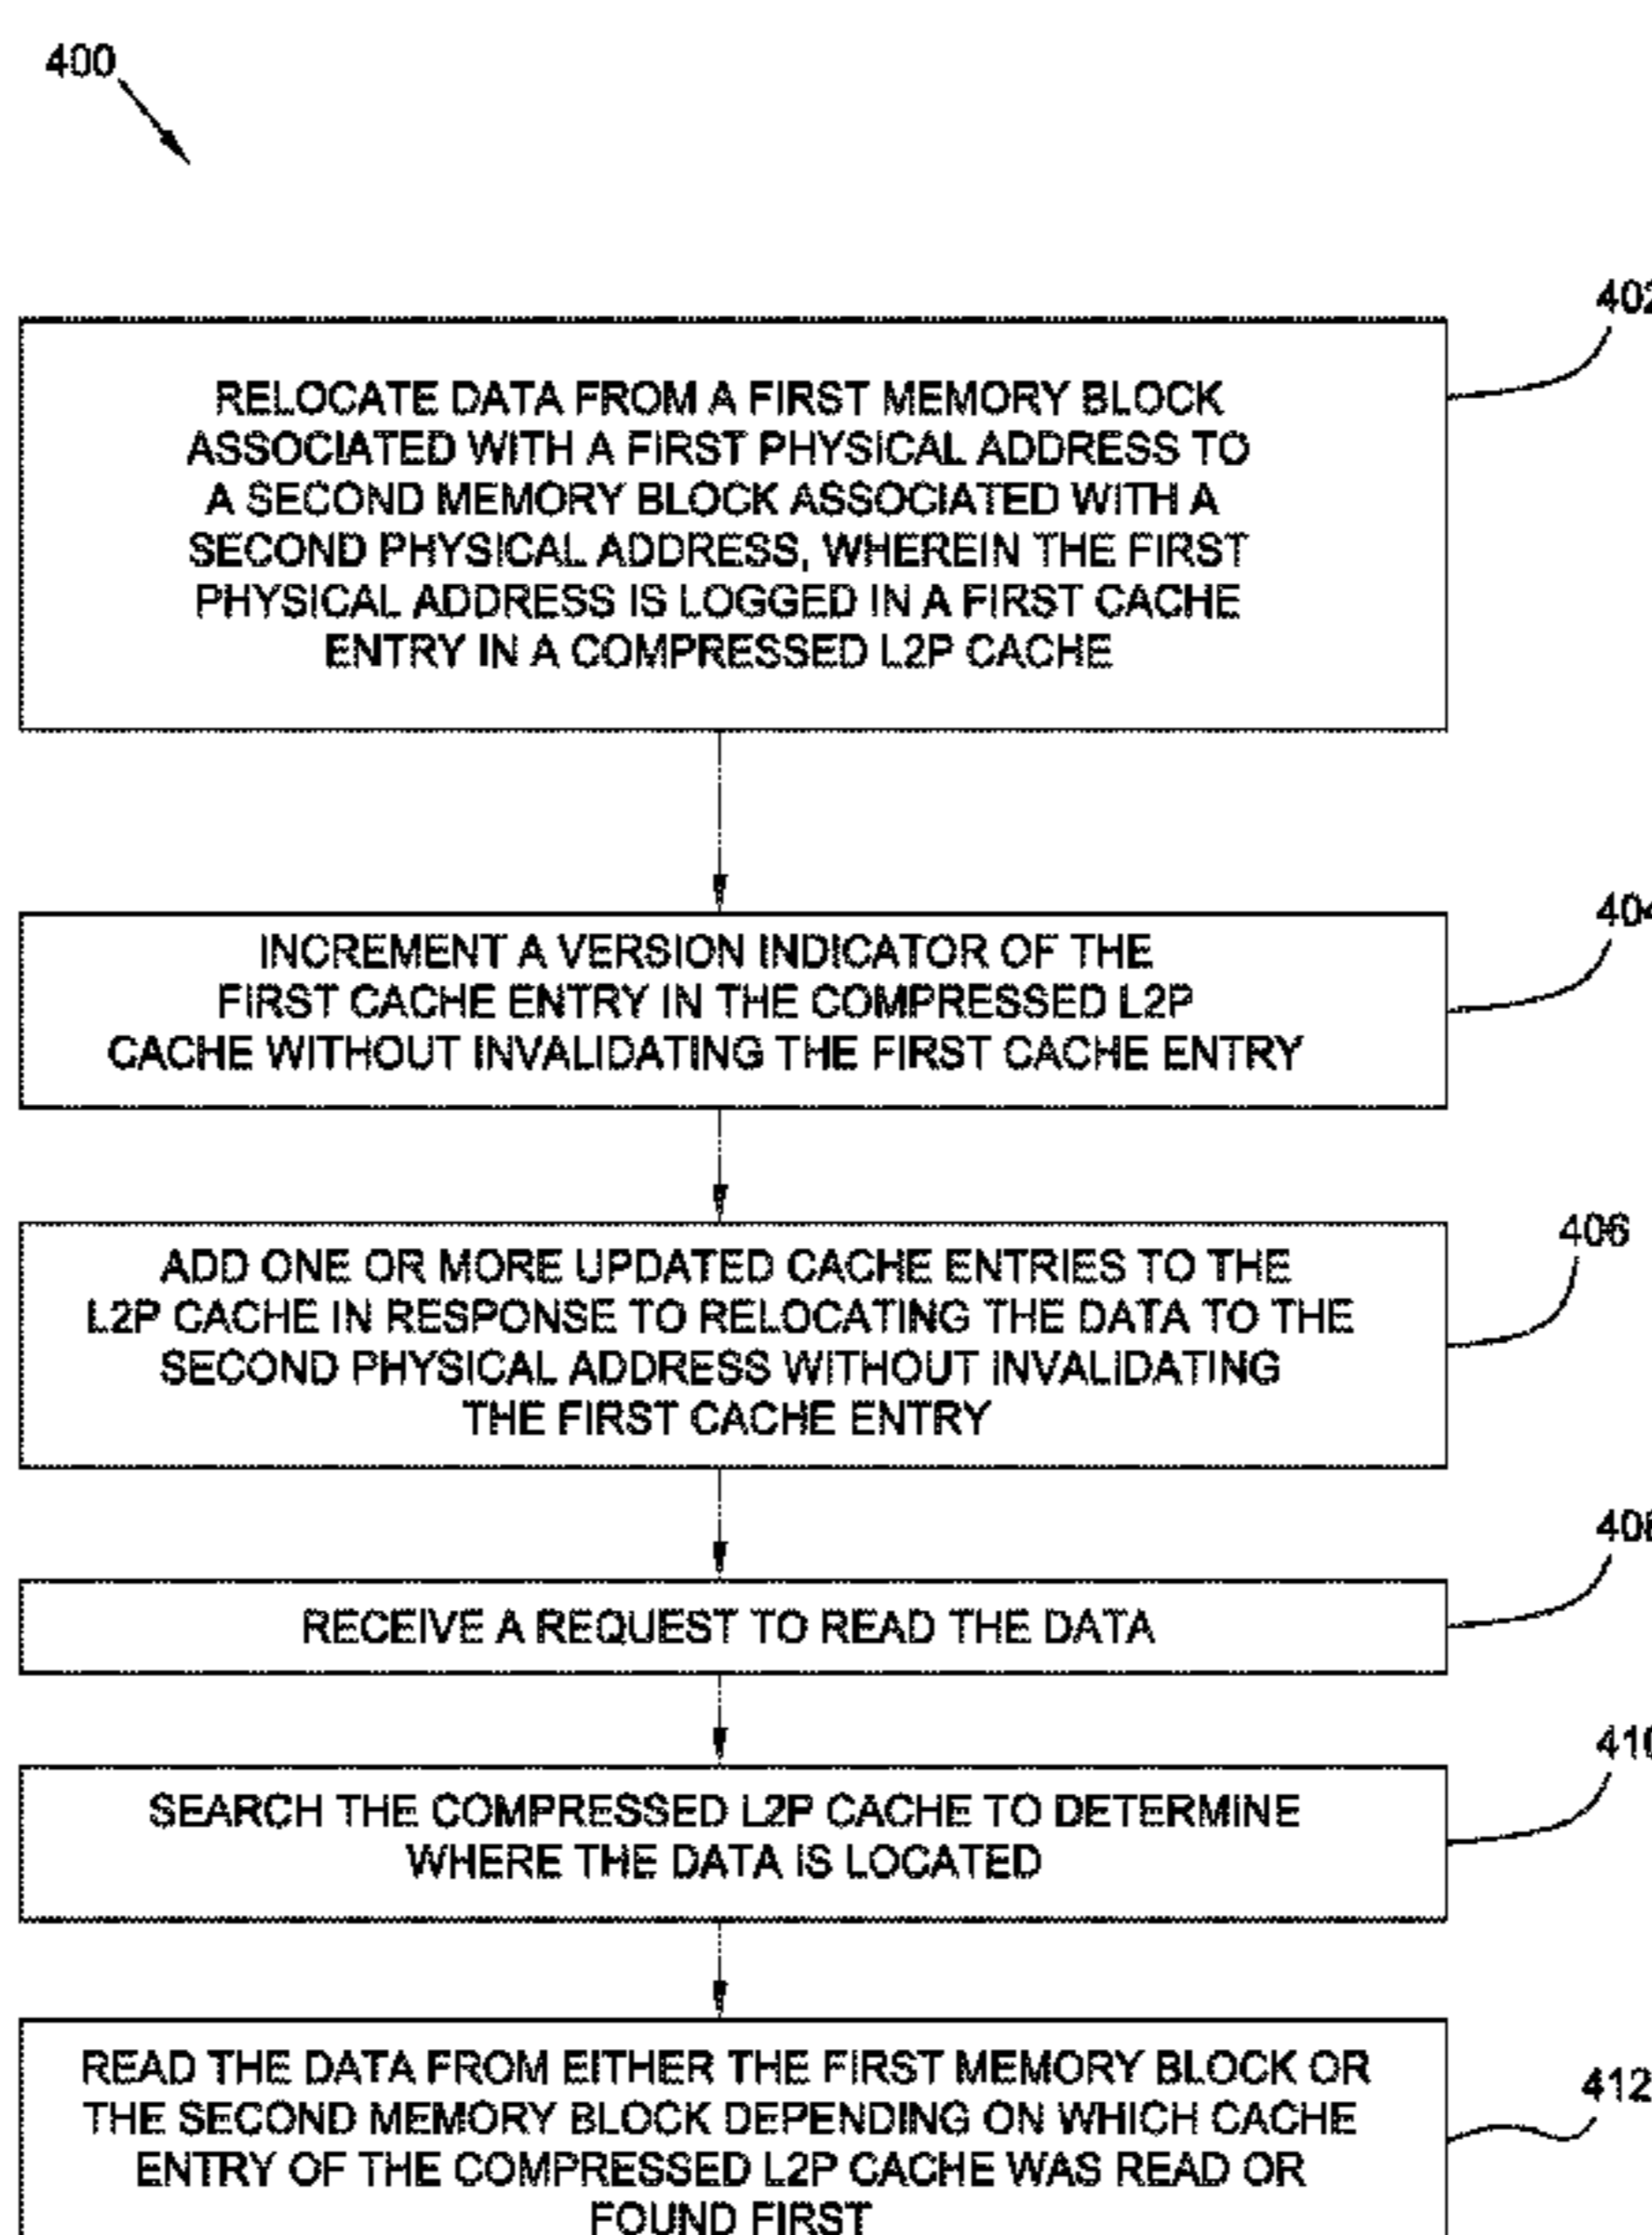 400
402
RELOCATE DATA FROM A FIRST MEMORY BLOCK
ASSOCIATED WITH A FIRST PHYSICAL ADDRESS TO
A SECOND MEMORY BLOCK ASSOCIATED WITH A
SECOND PHYSICAL ADDRESS, WHEREIN THE FIRST
PHYSICAL ADDRESS IS LOGGED IN A FIRST CACHE
ENTRY IN A COMPRESSED L2P CACHE
404
INCREMENT A VERSION INDICATOR OF THE
FIRST CACHE ENTRY IN THE COMPRESSED L2P
CACHE WITHOUT INVALIDATING THE FIRST CACHE ENTRY
406
ADD ONE OR MORE UPDATED CACHE ENTRIES TO THE
L2P CACHE IN RESPONSE TO RELOCATING THE DATA TO THE
SECOND PHYSICAL ADDRESS WITHOUT INVALIDATING
THE FIRST CACHE ENTRY
408
RECEIVE A REQUEST TO READ THE DATA
410
SEARCH THE COMPRESSED L2P CACHE TO DETERMINE
WHERE THE DATA IS LOCATED
412
READ THE DATA FROM EITHER THE FIRST MEMORY BLOCK OR
THE SECOND MEMORY BLOCK DEPENDING ON WHICH CACHE
ENTRY OF THE COMPRESSED L2P CACHE WAS READ OR
FOUND FIRST